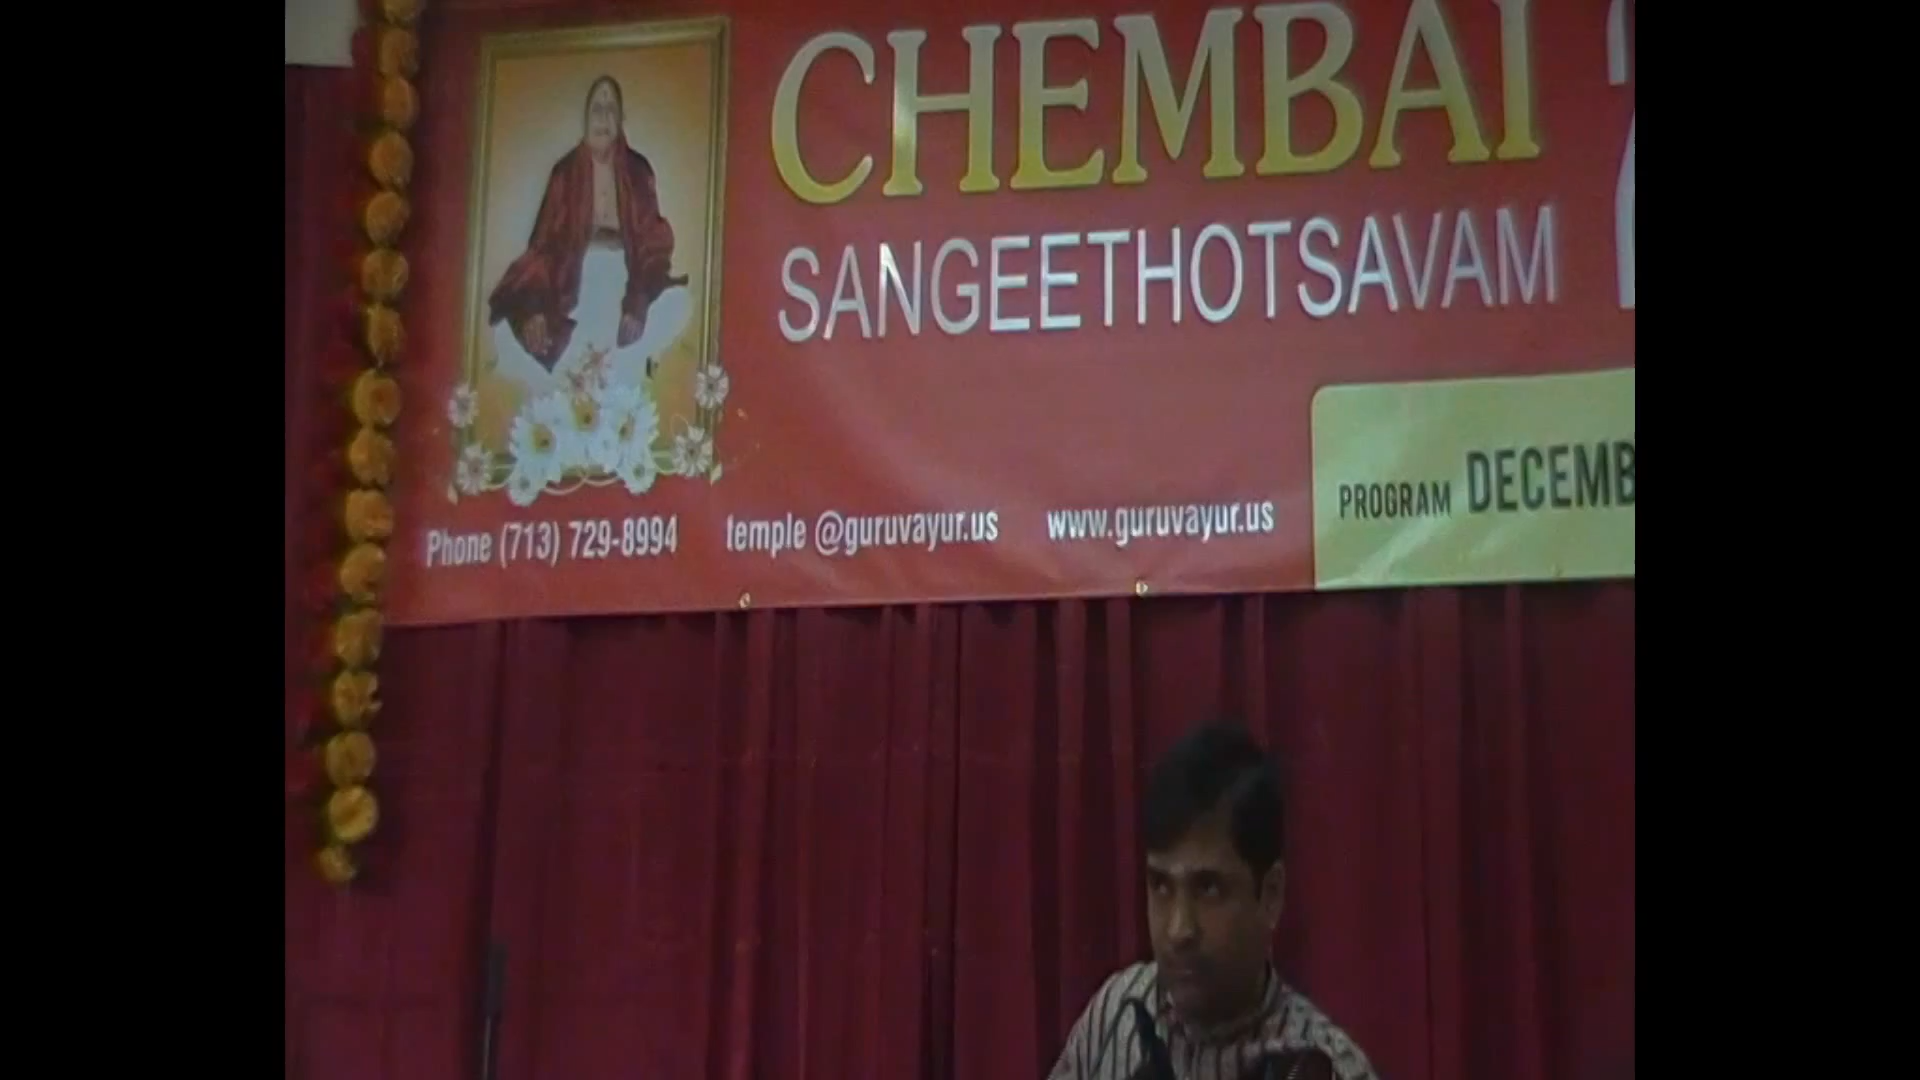 CHEMBAI
SANGEETHOTSAVAM
PROGRAM DECEMB
Phone (713) 729-8994 temple @guruvayur.us www.guruvayur.us